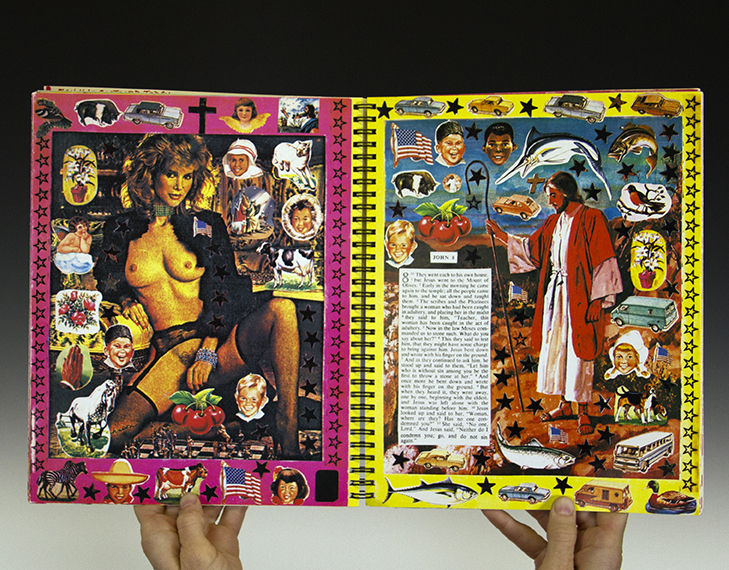 JOHN 8
8 53 They went each to his own house,
1 but Jesus went to the Mount of
Olives. 2 Early in the morning he came
again to the temple; all the people came
to him, and he sat down and taught
them. 3 The scribes and the Pharisees
brought a woman who had been caught
in adultery, and placing her in the midst
4 they said to him, "Teacher, this
woman has been caught in the act of
adultery. 5 Now in the law Moses com-
manded us to stone such. What do you
say about her?" 6 This they said to test
him, that they might have some charge
to bring against him. Jesus bent down
and wrote with his finger on the ground.
7 And as they continued to ask him, he
stood up and said to them, "Let him
who is without sin among you be the
first to throw a stone at her." 8 And
once more he bent down and wrote
with his finger on the ground. 9 But
when they heard it, they went away,
one by one, beginning with the eldest,
and Jesus was left alone with the
woman standing before him. 10 Jesus
looked up and said to her, "Woman,
where are they? Has no one con-
demned you?" 11 She said, "No one,
Lord." And Jesus said, "Neither do I
condemn you; go, and do not sin
again."